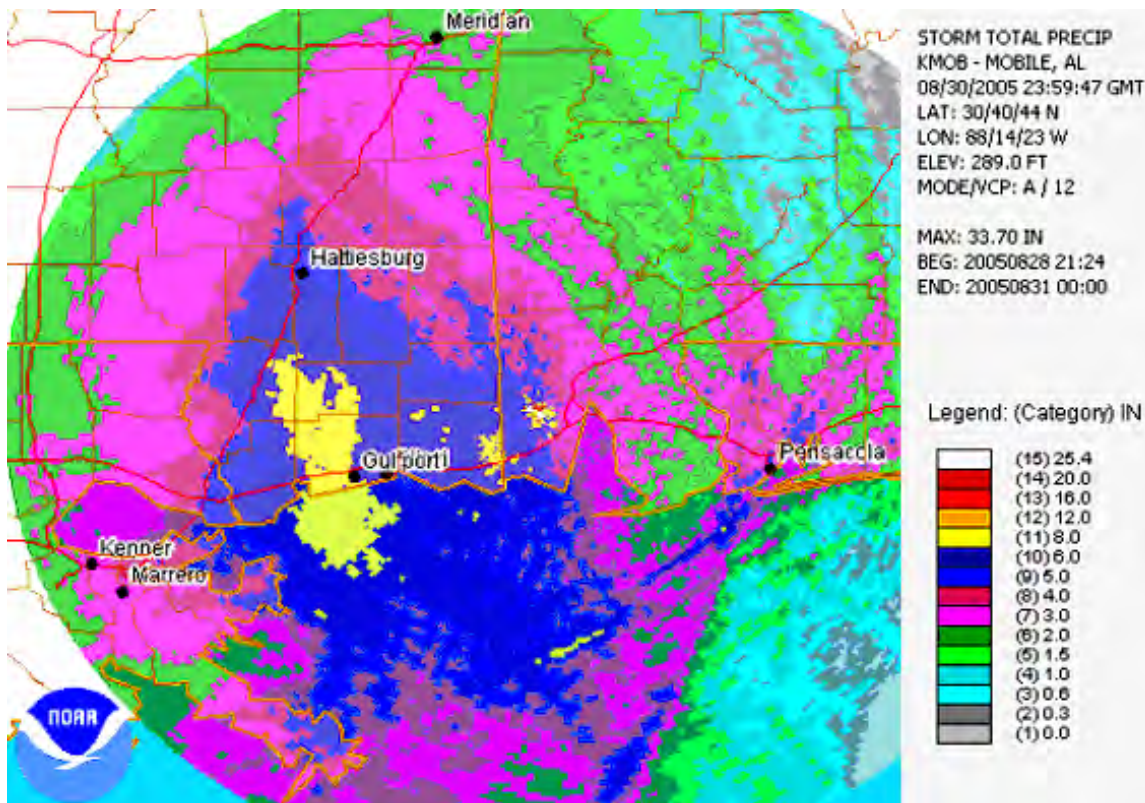 Meridian
Hattiesburg
Gulfport1
Pensacola
Kenner
Marrero
NOAA
STORM TOTAL PRECIP
KMOB - MOBILE, AL
08/30/2005 23:59:47 GMT
LAT: 30/40/44 N
LON: 88/14/23 W
ELEV: 289.0 FT
MODE/VCP: A / 12
MAX: 33.70 IN
BEG: 20050828 21:24
END: 20050831 00:00
Legend: (Category) IN
(15) 25.4
(14) 20.0
(13) 16.0
(12) 12.0
(11) 8.0
(10) 6.0
(9) 5.0
(8) 4.0
(7) 3.0
(6) 2.0
(5) 1.5
(4) 1.0
(3) 0.6
(2) 0.3
(1) 0.0